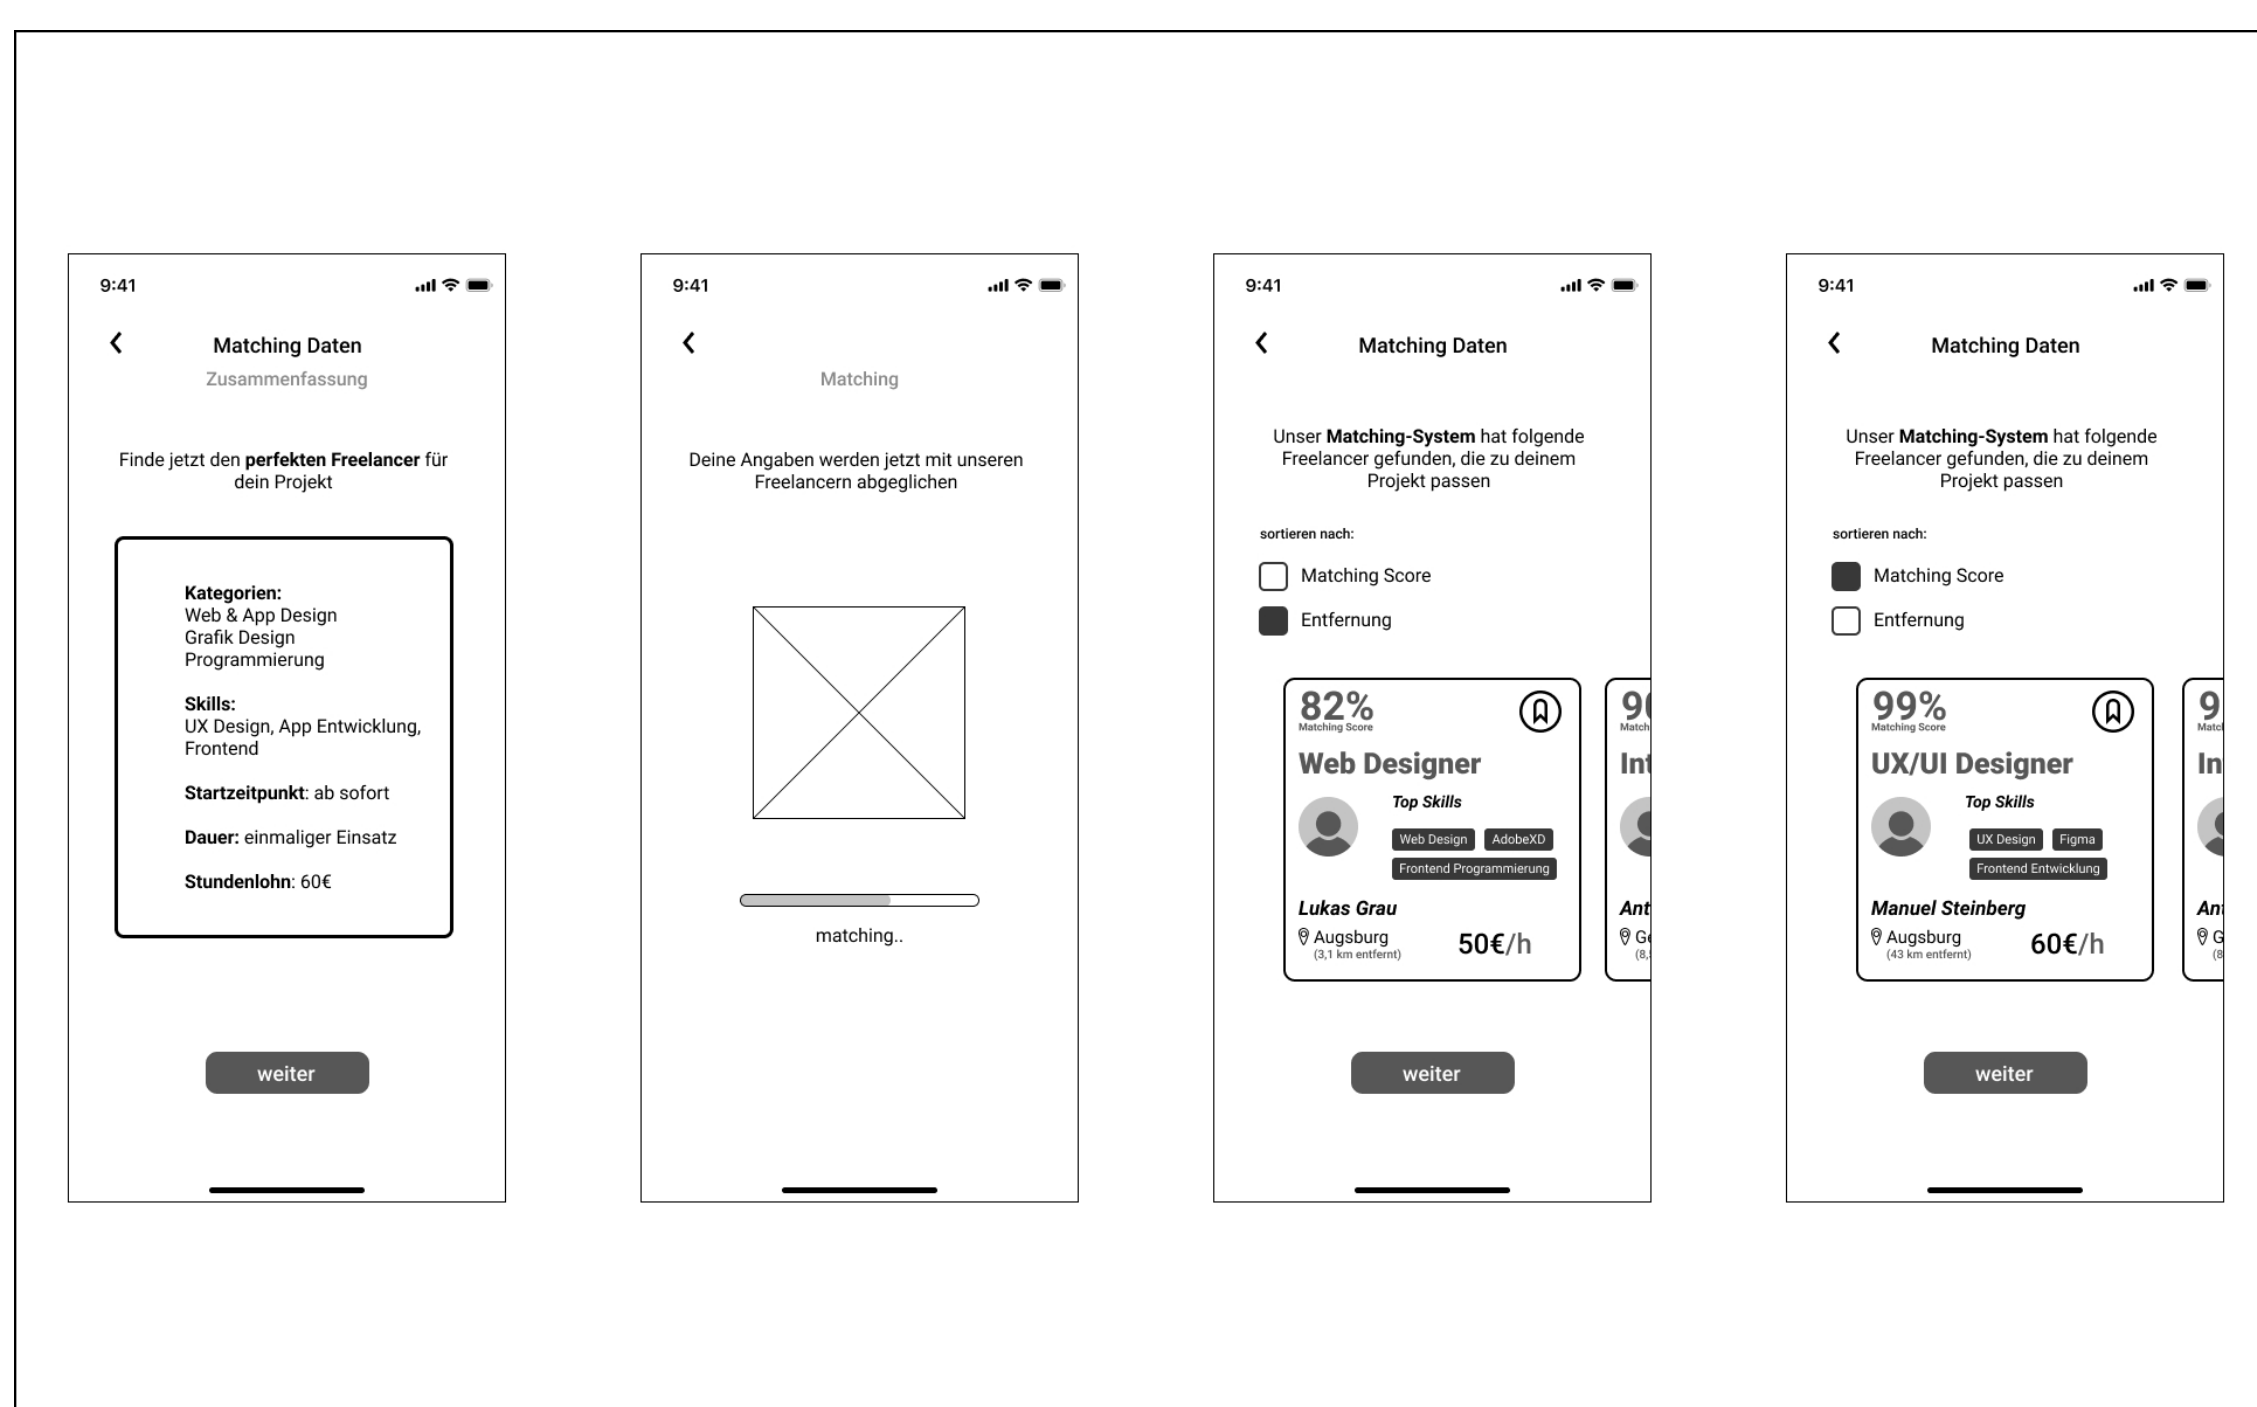 9:41
Matching Daten
Zusammenfassung
Finde jetzt den perfekten Freelancer für
dein Projekt
Kategorien:
Web & App Design
Grafik Design
Programmierung
Skills:
UX Design, App Entwicklung,
Frontend
Startzeitpunkt: ab sofort
Dauer: einmaliger Einsatz
Stundenlohn: 60€
weiter
9:41
Matching
Deine Angaben werden jetzt mit unseren
Freelancern abgeglichen
matching..
9:41
Matching Daten
Unser Matching-System hat folgende
Freelancer gefunden, die zu deinem
Projekt passen
sortieren nach:
Matching Score
Entfernung
82%
Matching Score
Web Designer
Top Skills
Web Design AdobeXD
Frontend Programmierung
Lukas Grau
Augsburg
(3,1 km entfernt)
50€/h
weiter
9:41
Matching Daten
Unser Matching-System hat folgende
Freelancer gefunden, die zu deinem
Projekt passen
sortieren nach:
Matching Score
Entfernung
99%
Matching Score
UX/UI Designer
Top Skills
UX Design Figma
Frontend Entwicklung
Manuel Steinberg
Augsburg
(43 km entfernt)
60€/h
weiter